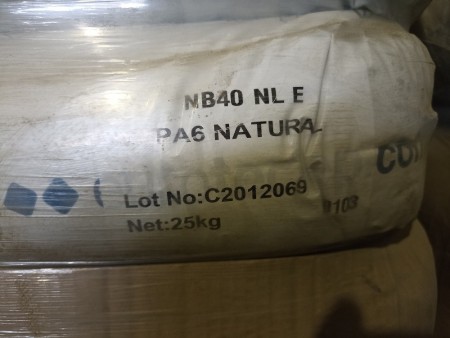 NB40 NL E
PA6 NATURAL
Lot No:C2012069
Net:25kg